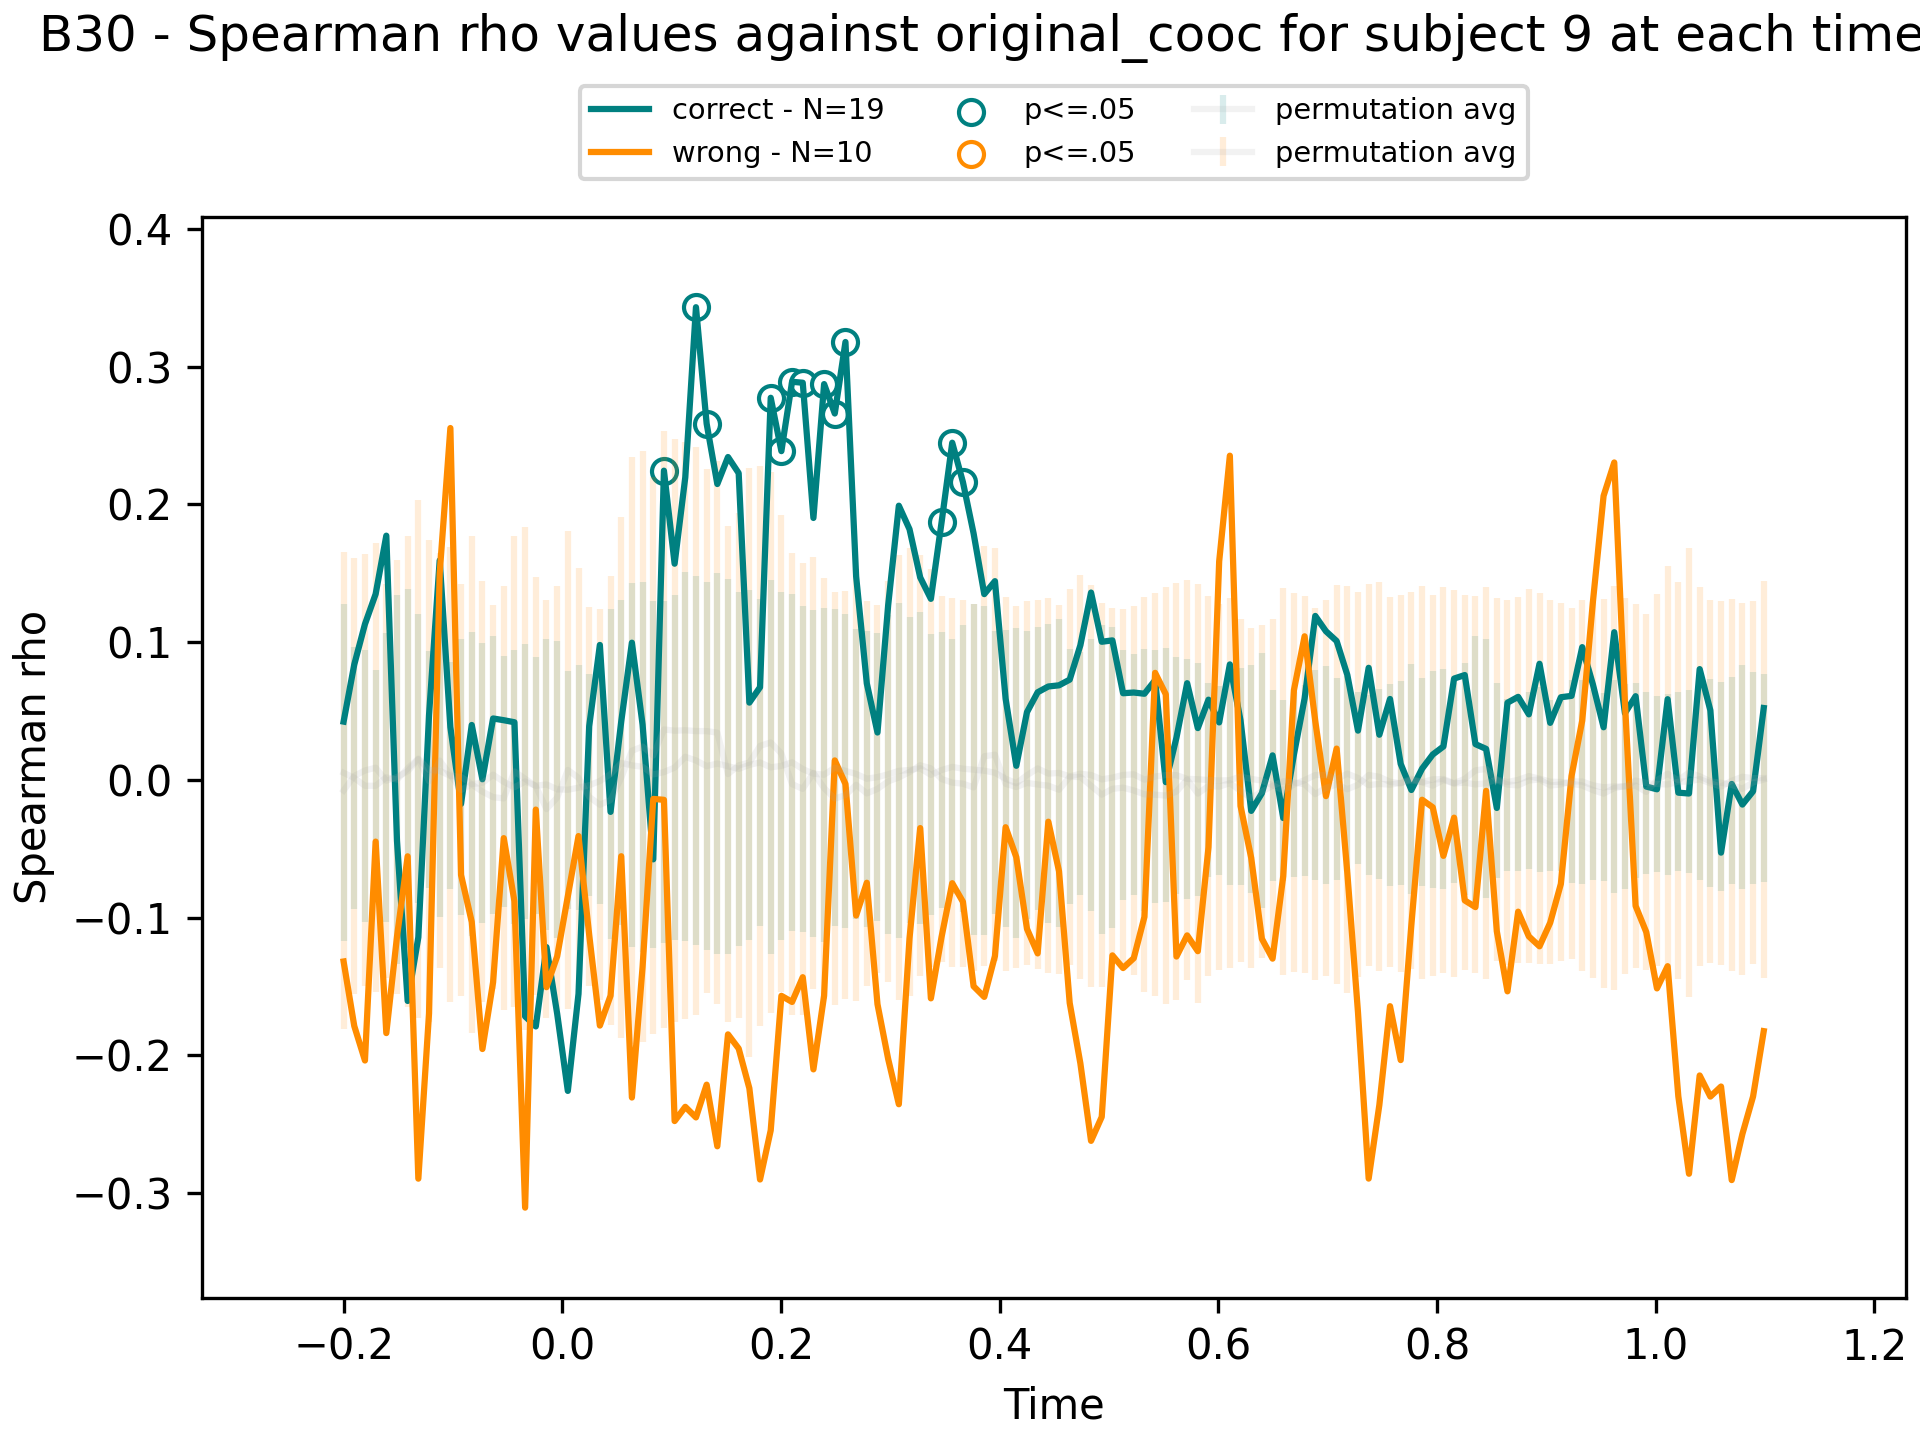 B30 - Spearman rho values against original_cooc for subject 9 at each time
correct - N=19 p<=.05 permutation avg
wrong - N=10 p<=.05 permutation avg
0.4
0.3
0.2
0.1
0.0
−0.1
−0.2
−0.3
Spearman rho
−0.2 0.0 0.2 0.4 0.6 0.8 1.0 1.2
Time